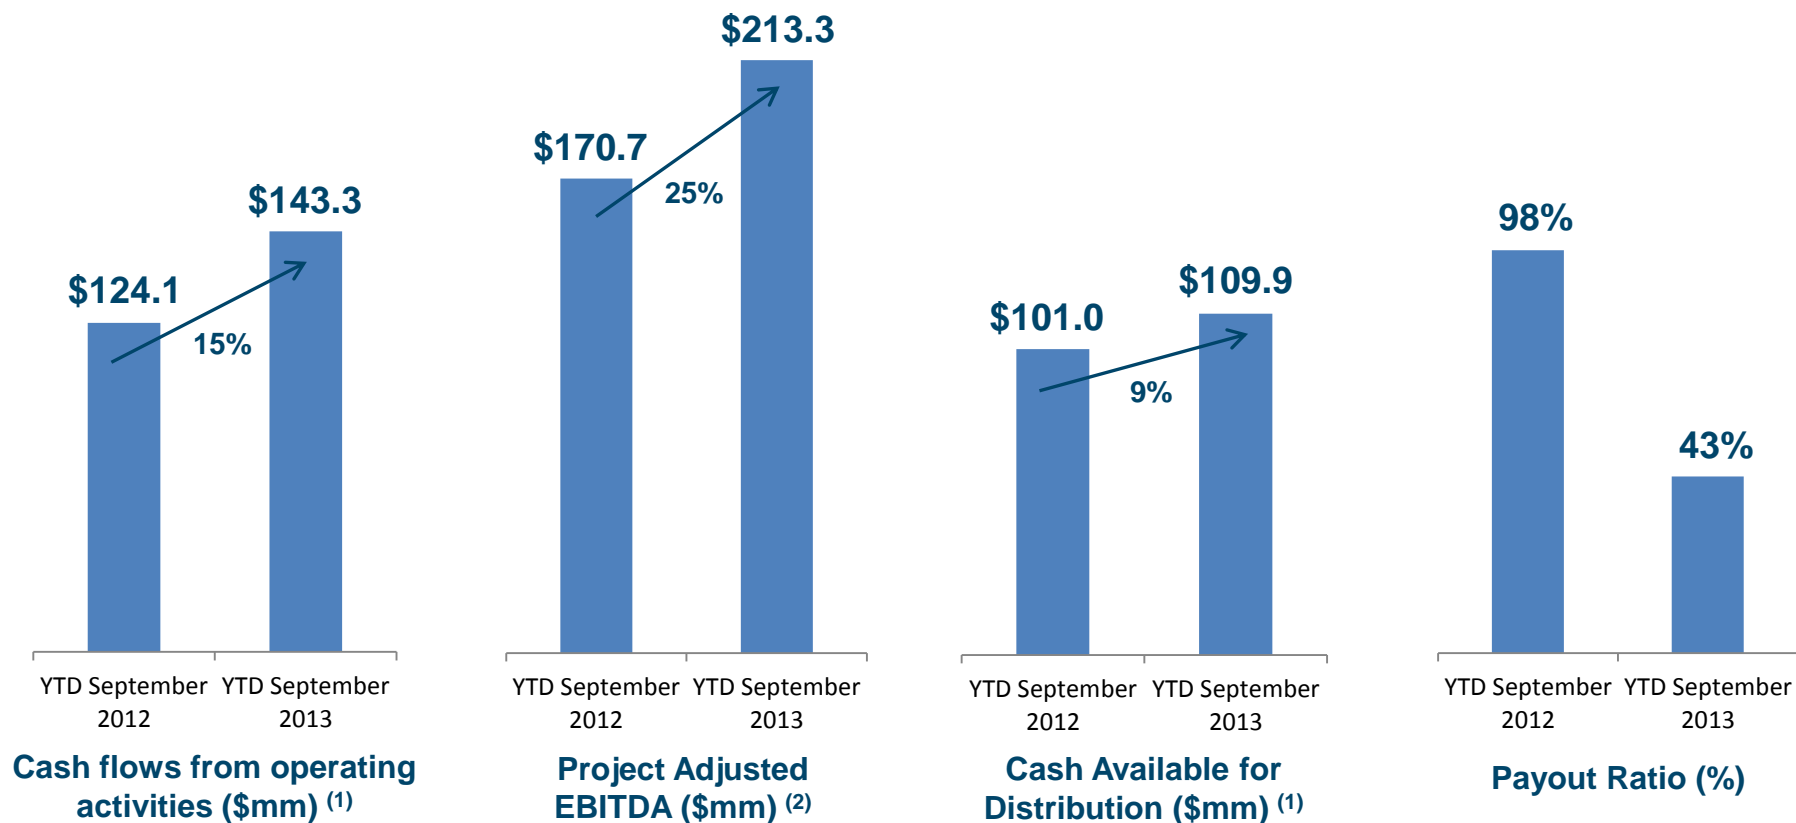 $124.1
$143.3
15%
YTD September
2012
YTD September
2013
Cash flows from operating
activities ($mm) (1)
$170.7
$213.3
25%
YTD September
2012
YTD September
2013
Project Adjusted
EBITDA ($mm) (2)
$101.0
$109.9
9%
YTD September
2012
YTD September
2013
Cash Available for
Distribution ($mm) (1)
98%
43%
YTD September
2012
YTD September
2013
Payout Ratio (%)